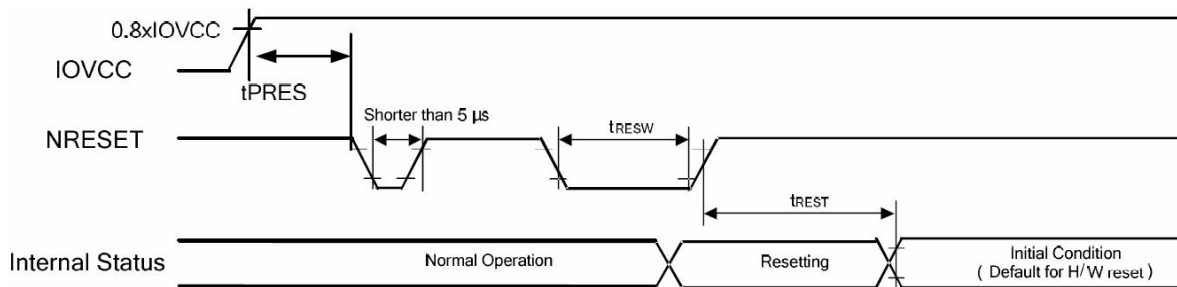 0.8xIOVCC
IOVCC
tPRES
Shorter than 5 µs
NRESET
tRESW
tREST
Internal Status
Normal Operation
Resetting
Initial Condition
( Default for H/W reset )